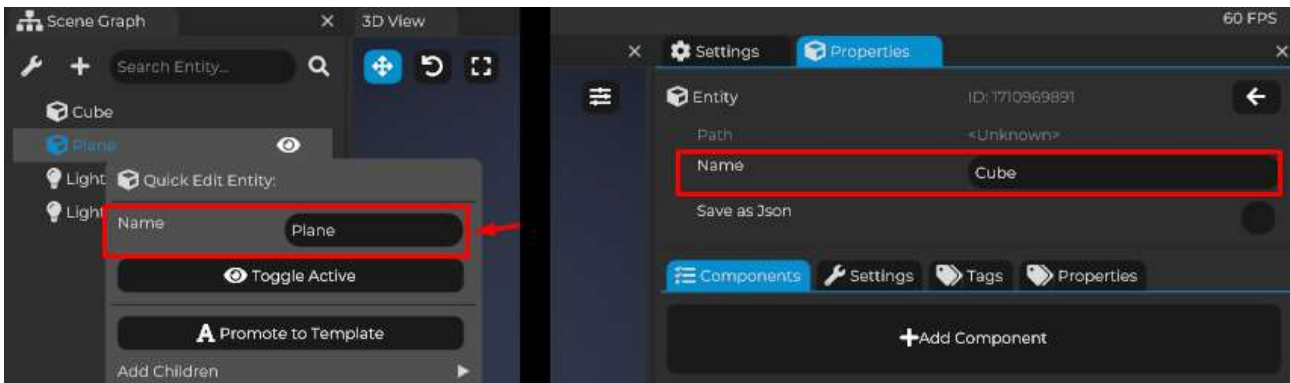 Scene Graph
3D View
Search Entity...
Cube
Plane
Light
Light
Quick Edit Entity:
Name
Plane
Toggle Active
Promote to Template
Add Children
60 FPS
Settings
Properties
Entity
ID: 1710969891
Path
<Unknown>
Name
Cube
Save as Json
Components
Settings
Tags
Properties
+Add Component